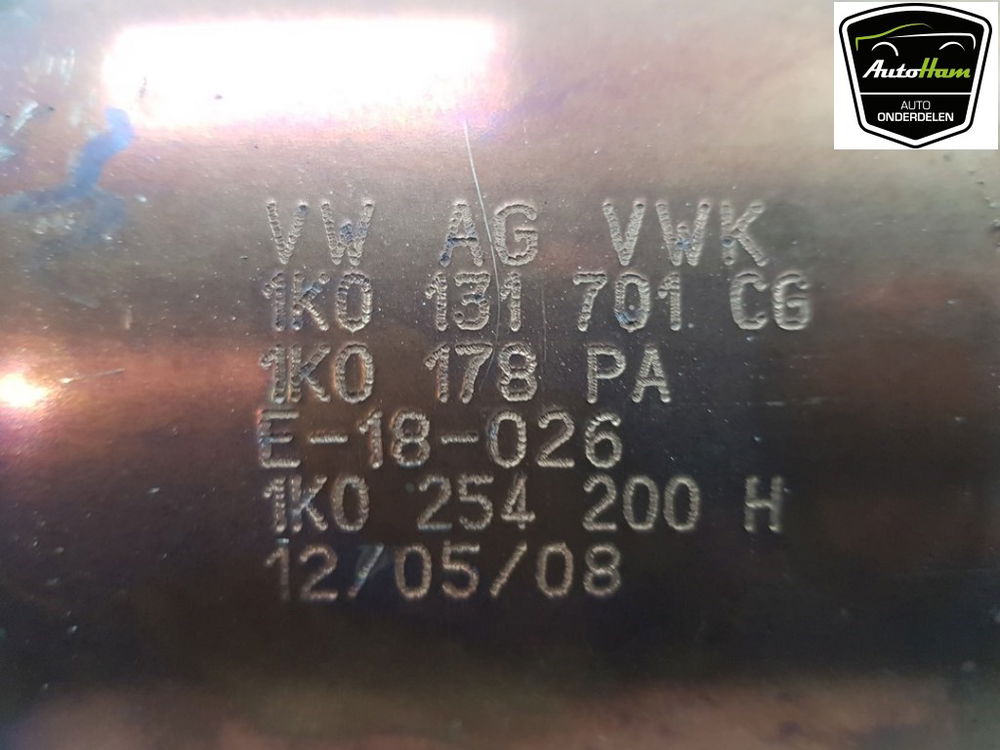 AutoHam
AUTO
ONDERDELEN
VW AG VWK
1K0 131 701 CG
1K0 178 PA
E-18-026
1K0 254 200 H
12/05/08